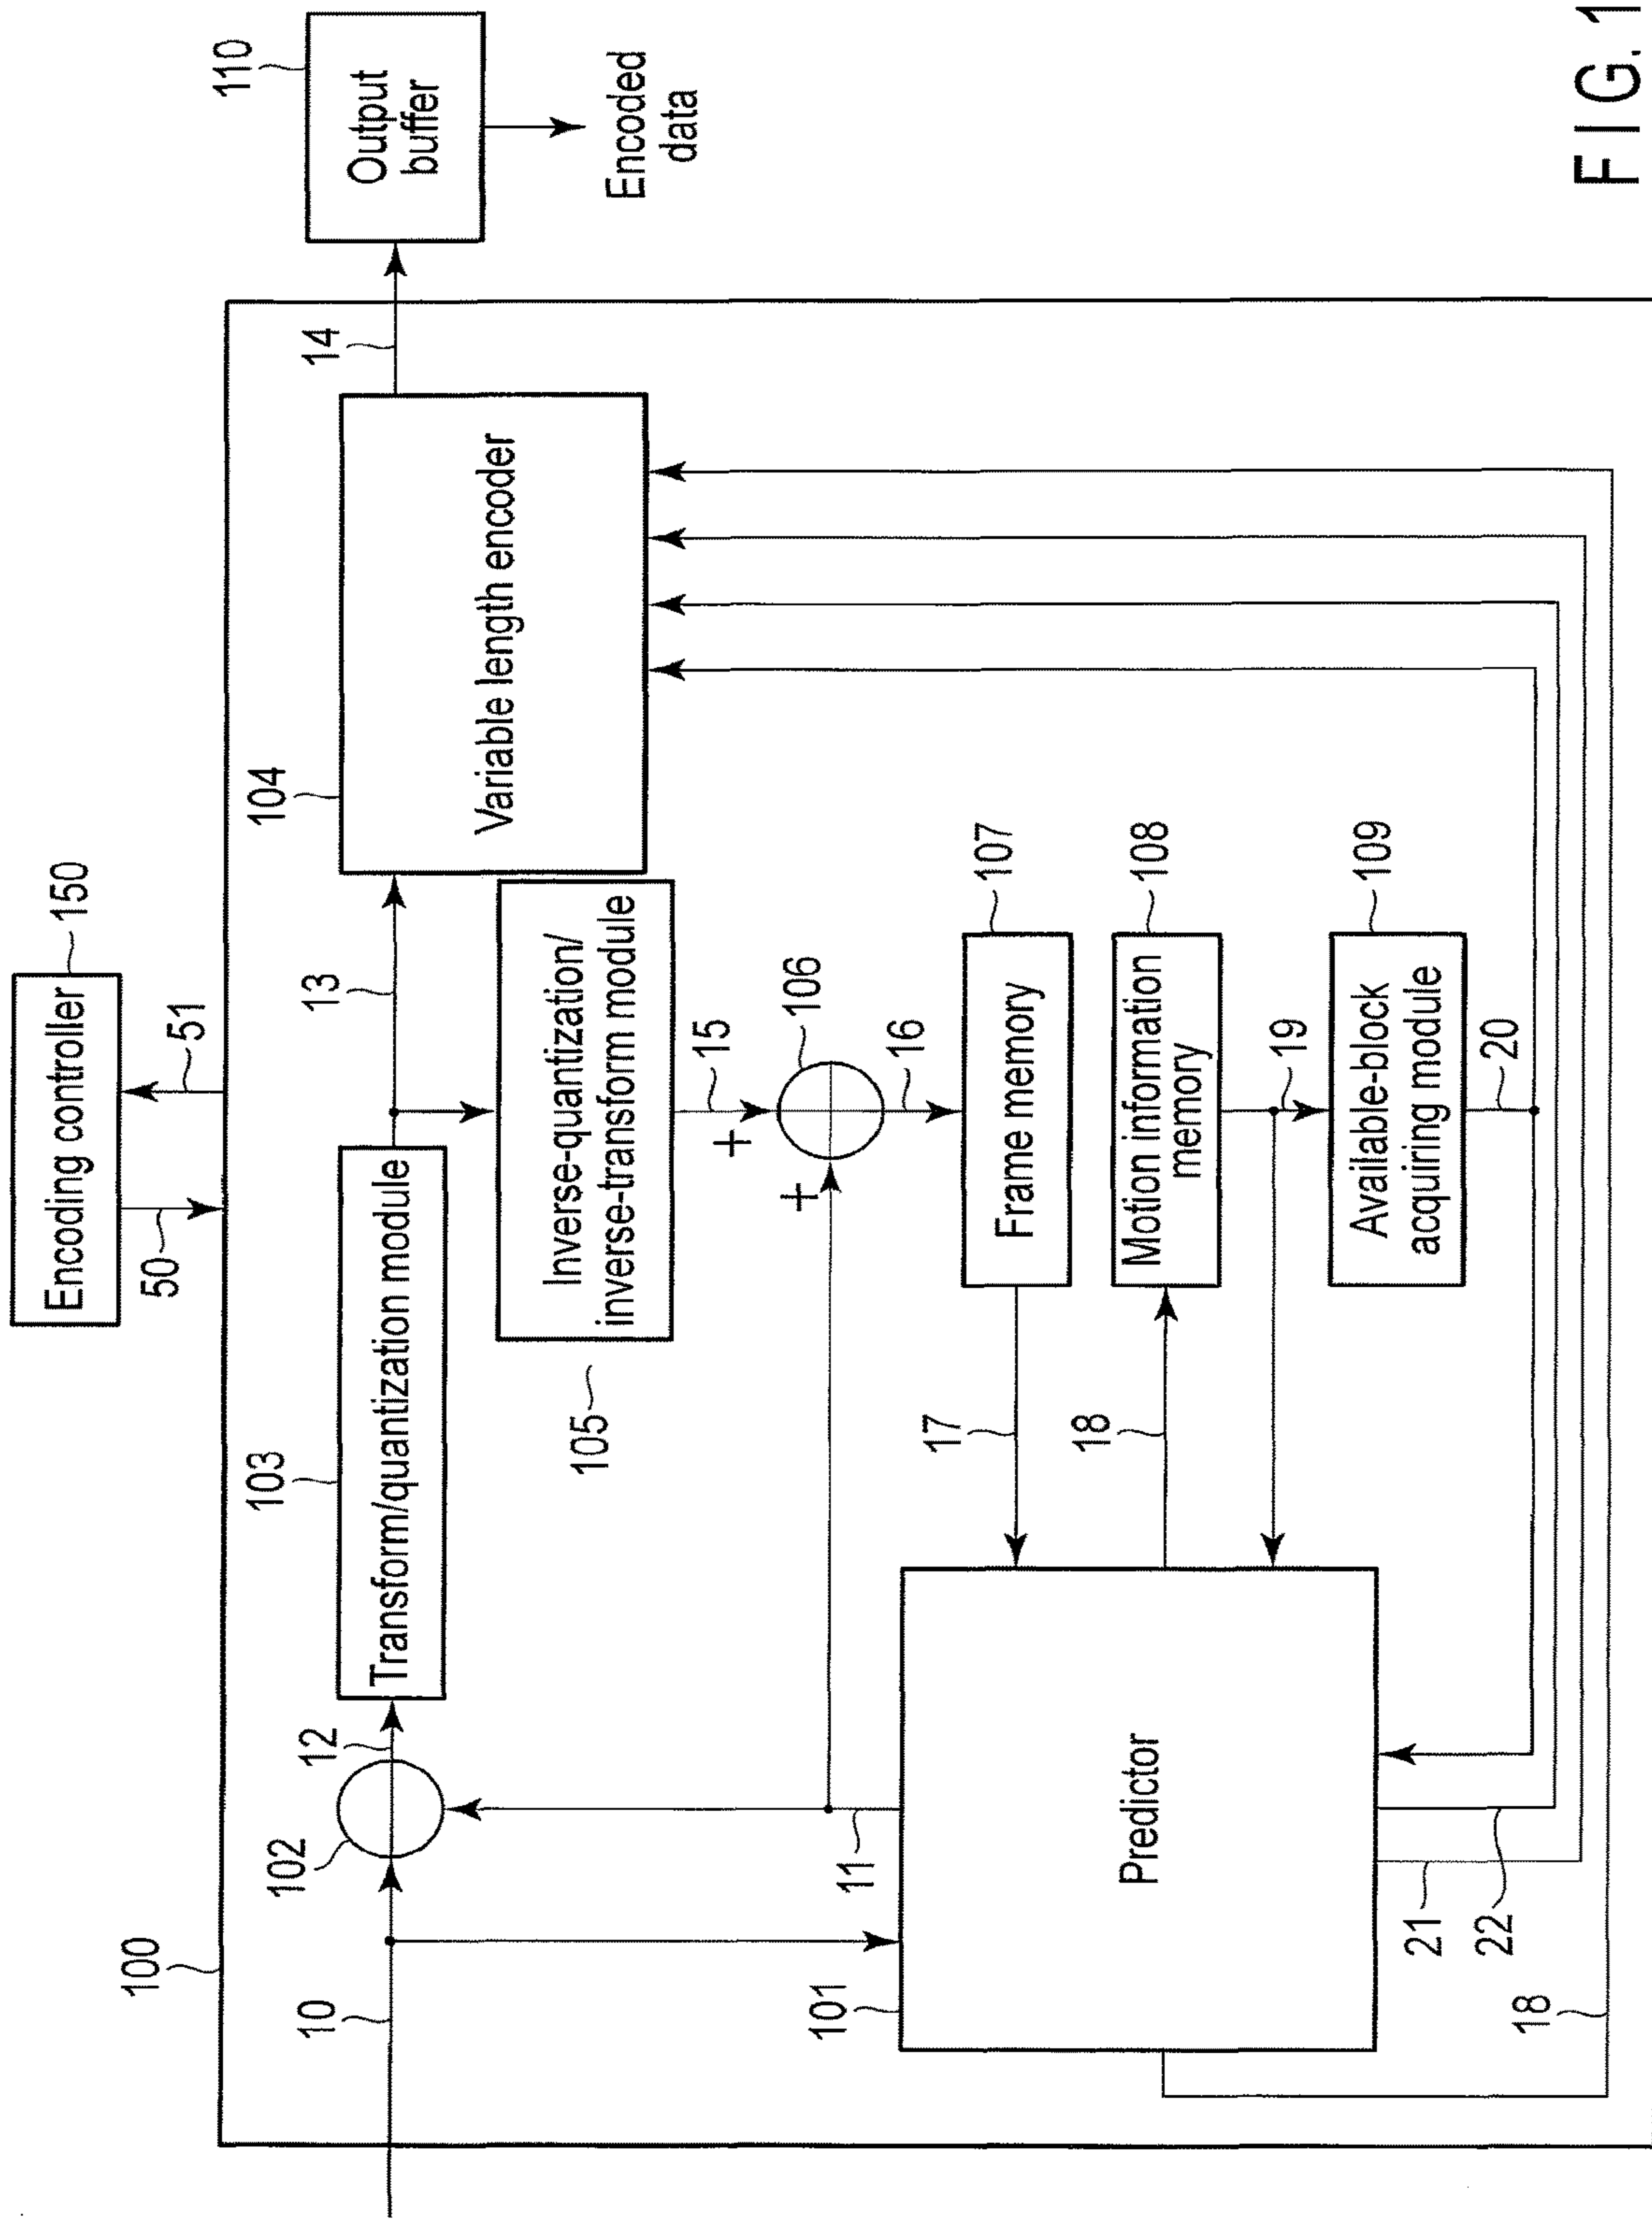 Encoding controller
150
50
51
100
10
102
12
103
Transform/quantization module
13
104
Variable length encoder
14
110
Output
buffer
Encoded
data
105
Inverse-quantization/
inverse-transform module
15
+
+
106
16
11
107
Frame memory
17
108
Motion information
memory
18
19
109
Available-block
acquiring module
20
101
Predictor
21
22
18
FIG. 1